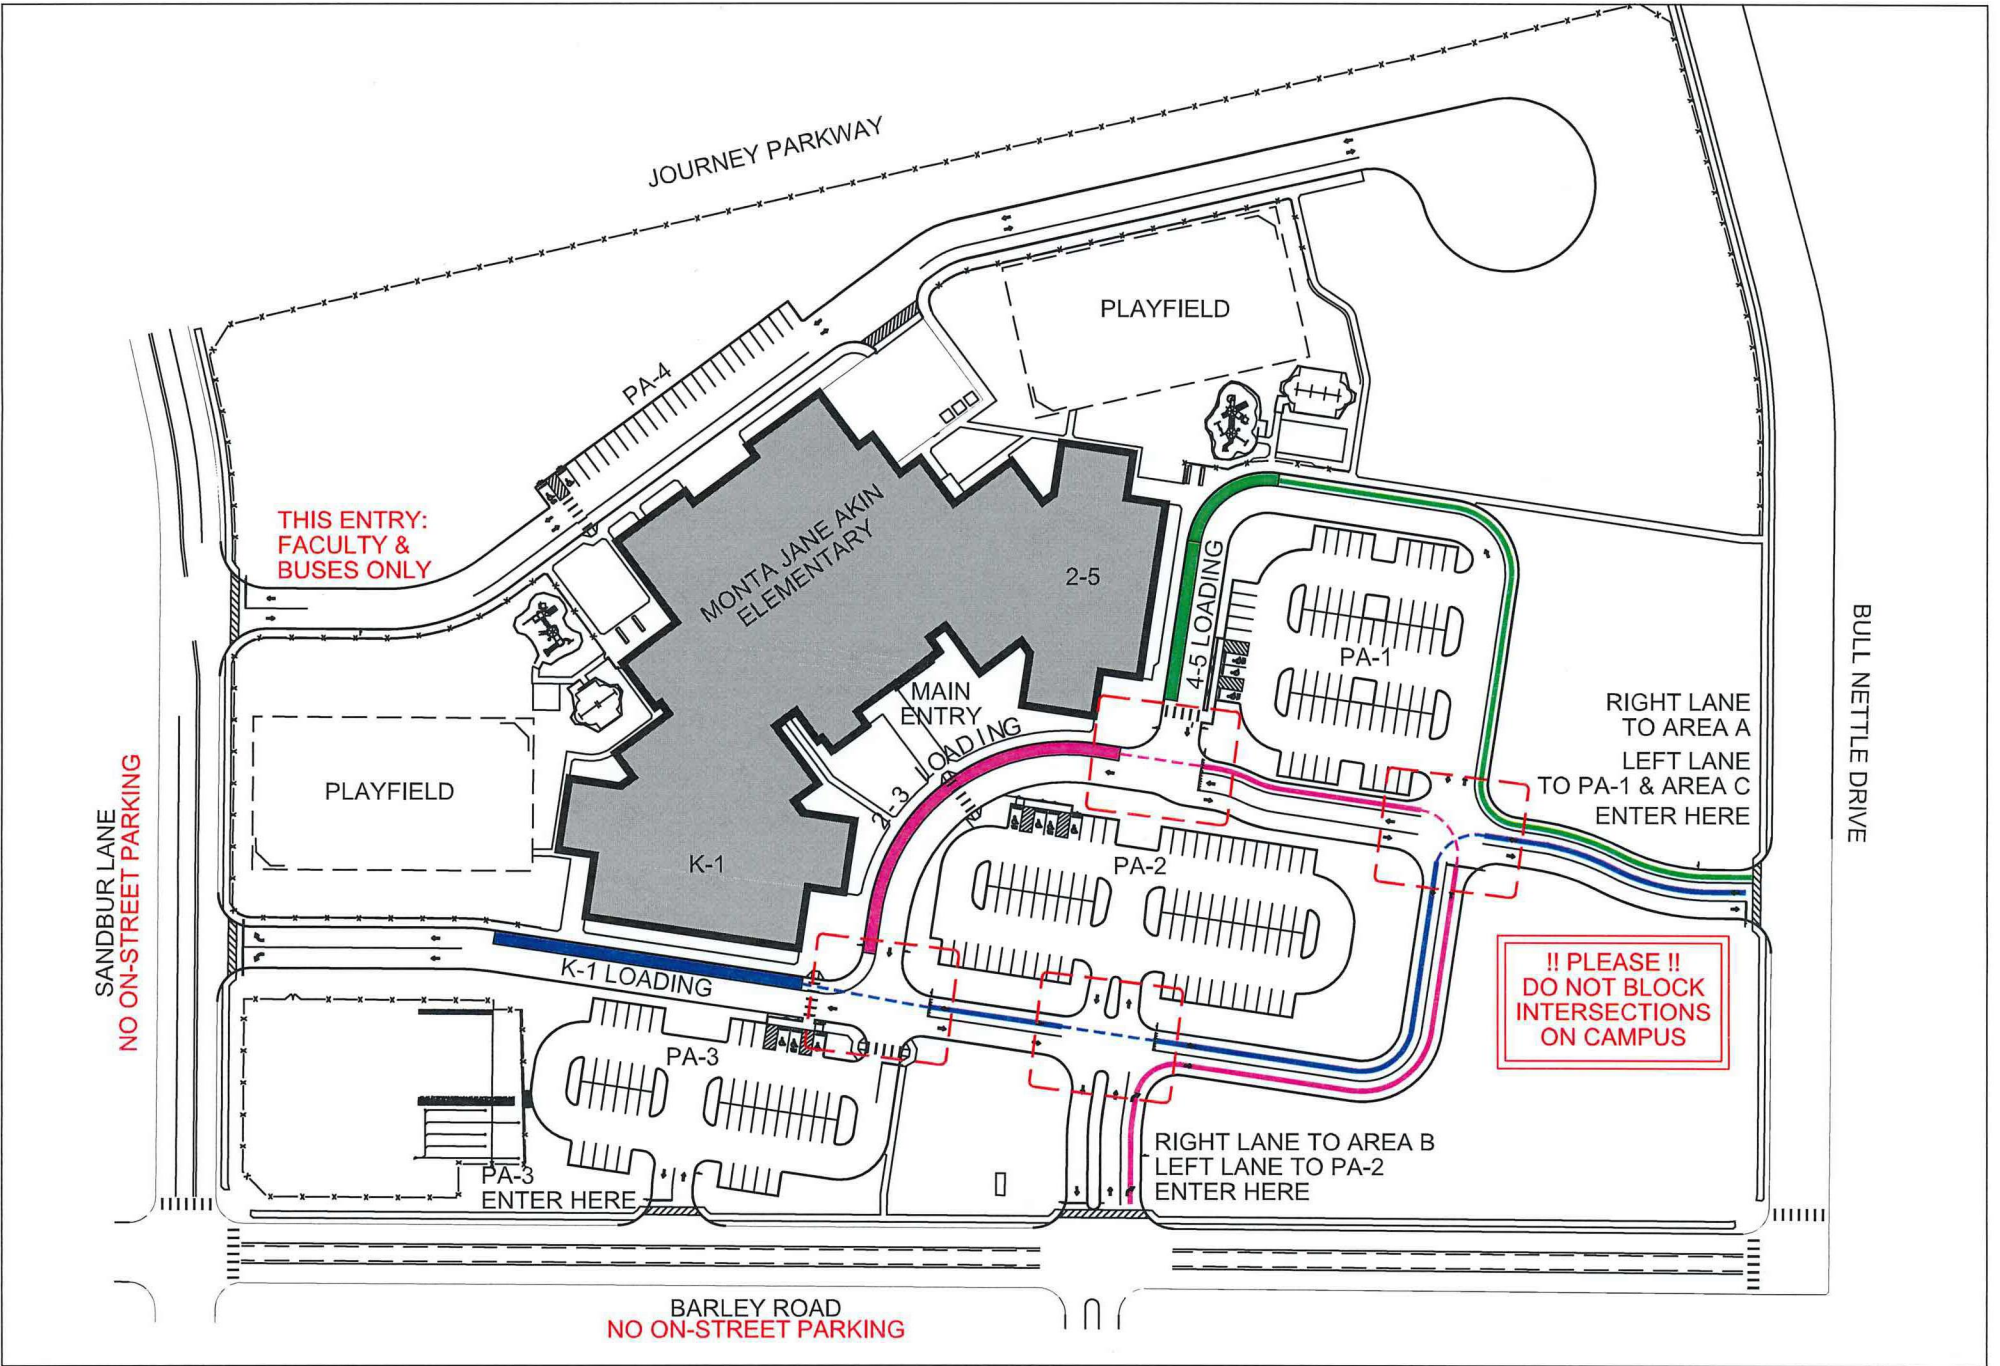 JOURNEY PARKWAY
PLAYFIELD
PA-4
THIS ENTRY:
FACULTY &
BUSES ONLY
MONTA JANE AKIN
ELEMENTARY
2-5
4-5 LOADING
PA-1
BULL NETTLE DRIVE
MAIN
ENTRY
2-3 LOADING
RIGHT LANE
TO AREA A
LEFT LANE
TO PA-1 & AREA C
ENTER HERE
PLAYFIELD
SANDBUR LANE
NO ON-STREET PARKING
K-1
PA-2
K-1 LOADING
!! PLEASE !!
DO NOT BLOCK
INTERSECTIONS
ON CAMPUS
PA-3
RIGHT LANE TO AREA B
LEFT LANE TO PA-2
ENTER HERE
PA-3
ENTER HERE
BARLEY ROAD
NO ON-STREET PARKING